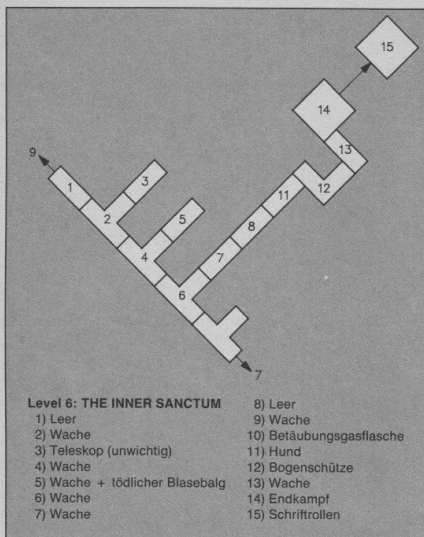 15
14
13
12
11
9
1
3
2
5
8
4
7
6
7
Level 6: THE INNER SANCTUM
1) Leer
2) Wache
3) Teleskop (unwichtig)
4) Wache
5) Wache + tödlicher Blasebalg
6) Wache
7) Wache
8) Leer
9) Wache
10) Betäubungsgasflasche
11) Hund
12) Bogenschütze
13) Wache
14) Endkampf
15) Schriftrollen